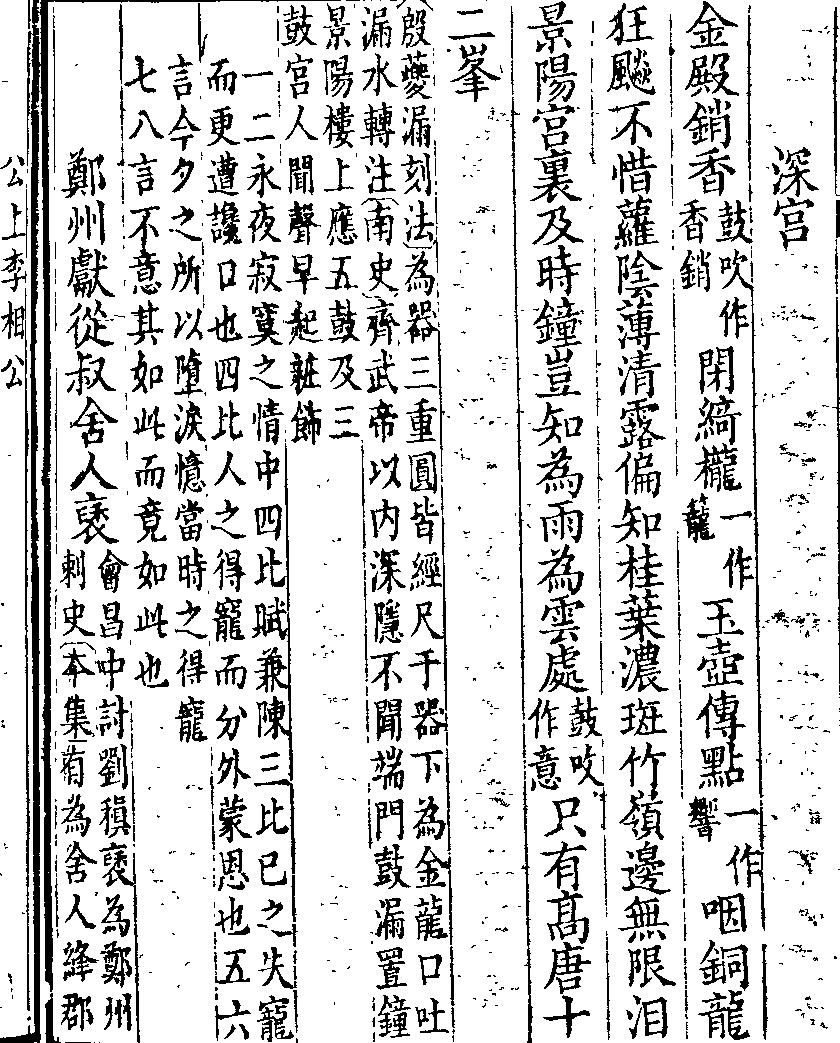 深宮
金殿銷香鼓吹作香銷閉綺櫳一作籠玉壺傳點一作響咽銅龍
狂飇不惜蘿陰薄清露偏知桂葉濃斑竹嶺邊無限泪
景陽宮裏及時鐘豈知為雨為雲處鼓吹作意只有髙唐十
二峯
殷夔漏刻法為器三重圓皆經尺于器下為金龍口吐
漏水轉注南史齊武帝以内深隱不聞端門鼓漏置鐘
景陽樓上應五鼓及三
鼓宮人聞聲早起粧飾
一二永夜寂寞之情中四比賦兼陳三比已之失寵
而更遭讒口也四比人之得寵而分外蒙恩也五六
言今夕之所以墮淚憶當時之得寵
七八言不意其如此而竟如此也
鄭州獻從叔舍人裦會昌中討劉稹裦為鄭州刺史本集有為舍人絳郡
公上李相公